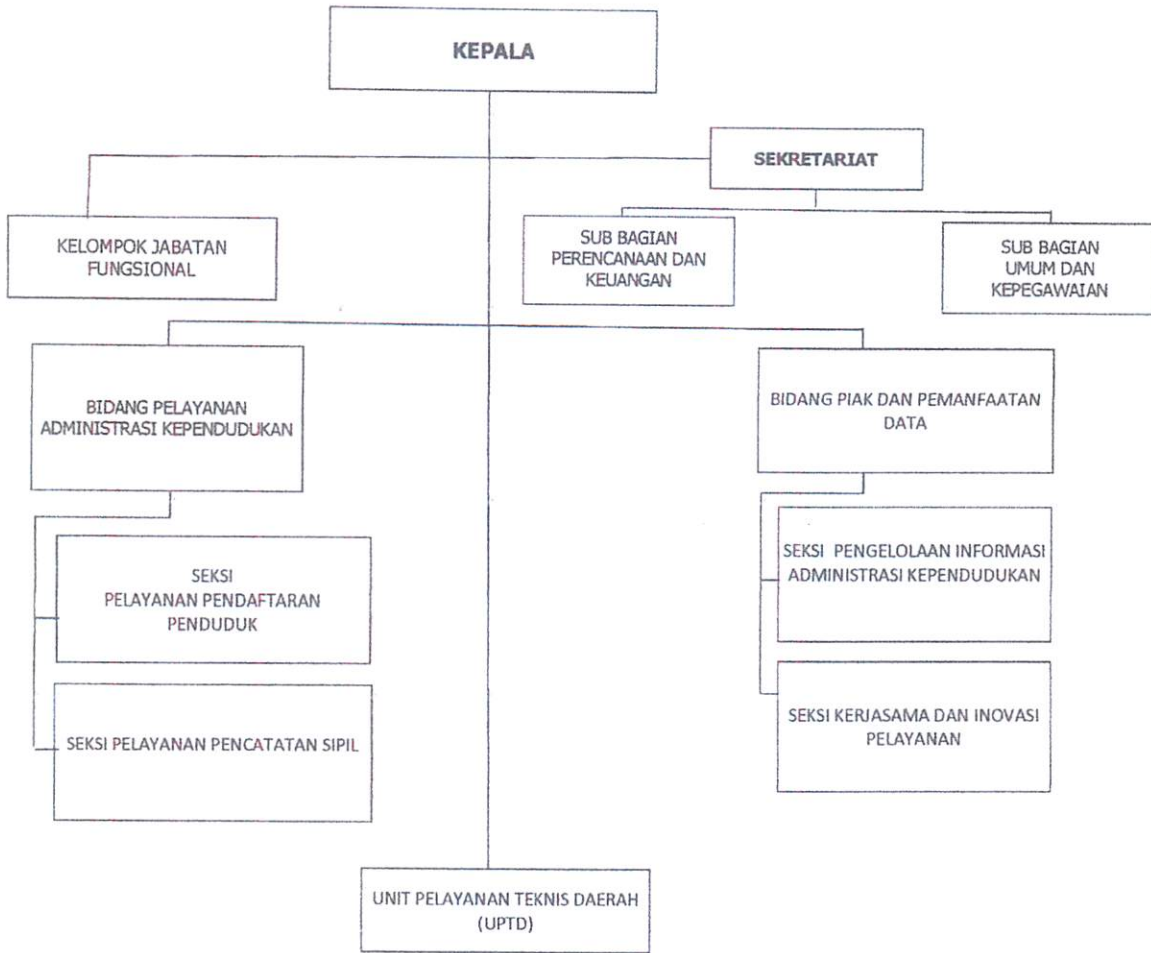 KEPALA
SEKRETARIAT
KELOMPOK JABATAN
FUNGSIONAL
SUB BAGIAN
PERENCANAAN DAN
KEUANGAN
SUB BAGIAN
UMUM DAN
KEPEGAWAIAN
BIDANG PELAYANAN
ADMINISTRASI KEPENDUDUKAN
BIDANG PIAK DAN PEMANFAATAN
DATA
SEKSI
PELAYANAN PENDAFTARAN
PENDUDUK
SEKSI PELAYANAN PENCATATAN SIPIL
SEKSI PENGELOLAAN INFORMASI
ADMINISTRASI KEPENDUDUKAN
SEKSI KERJASAMA DAN INOVASI
PELAYANAN
UNIT PELAYANAN TEKNIS DAERAH
(UPTD)